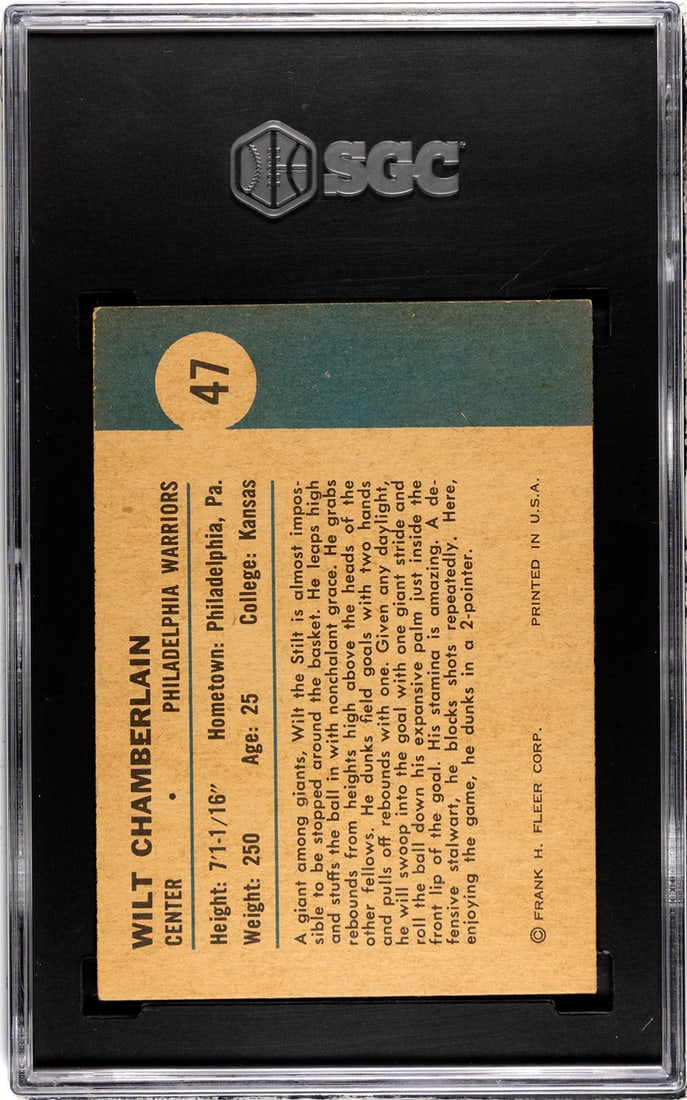 SGC
47
WILT CHAMBERLAIN
CENTER • PHILADELPHIA WARRIORS
Height: 7'1-1/16" Hometown: Philadelphia, Pa.
Weight: 250 Age: 25 College: Kansas
A giant among giants, Wilt the Stilt is almost impos-
sible to be stopped around the basket. He leaps high
and stuffs the ball in with nonchalant grace. He grabs
rebounds from heights high above the heads of the
other fellows. He dunks field goals with two hands
and pulls off rebounds with one. Given any daylight,
he will swoop into the goal with one giant stride and
roll the ball down his expansive palm just inside the
front lip of the goal. His stamina is amazing. A de-
fensive stalwart, he blocks shots repeatedly. Here,
enjoying the game, he dunks in a 2-pointer.
© FRANK H. FLEER CORP. PRINTED IN U.S.A.